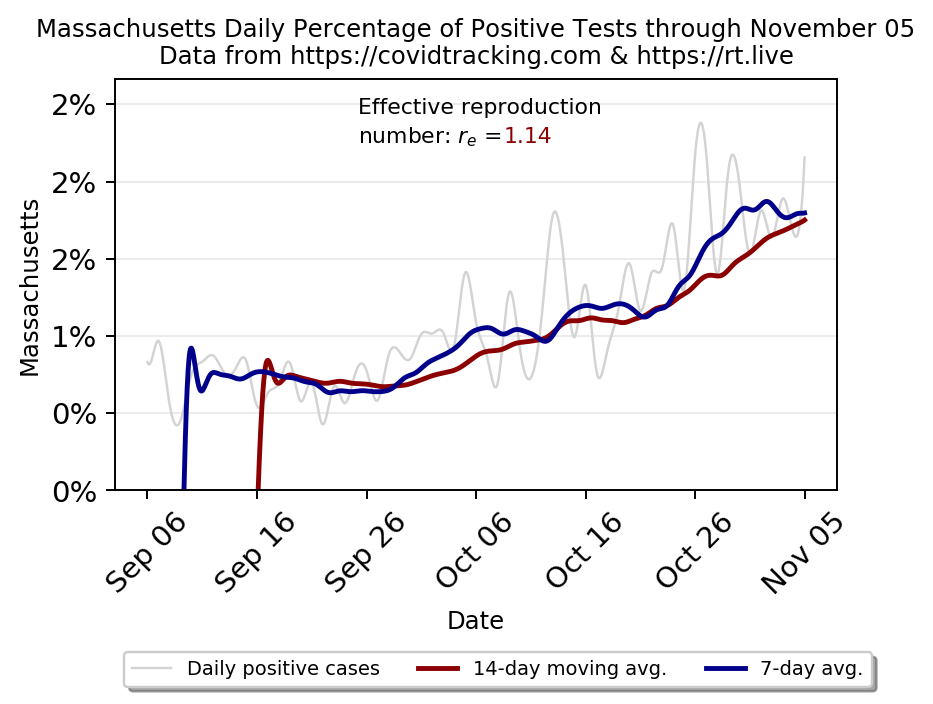 Massachusetts Daily Percentage of Positive Tests through November 05
Data from https://covidtracking.com & https://rt.live
Effective reproduction
number: rₑ =1.14
Massachusetts
2%
2%
2%
1%
0%
0%
Sep 06
Sep 16
Sep 26
Oct 06
Oct 16
Oct 26
Nov 05
Date
Daily positive cases
14-day moving avg.
7-day avg.